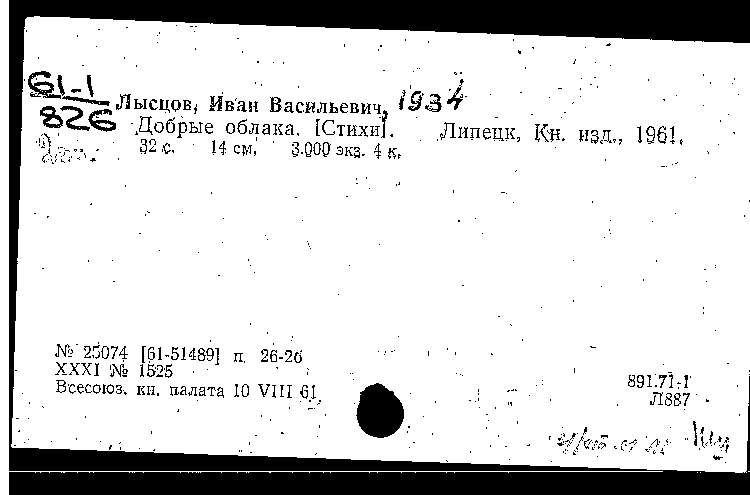 61-1
826
Лысцов, Иван Васильевич, 1934
Добрые облака. [Стихи]. Липецк, Кн. изд., 1961.
32 с. 14 см. 3.000 экз. 4 к.
№ 25074 [61-51489] п. 26-26
XXXI № 1525
Всесоюз. кн. палата 10 VIII 61
891.71-1
Л887